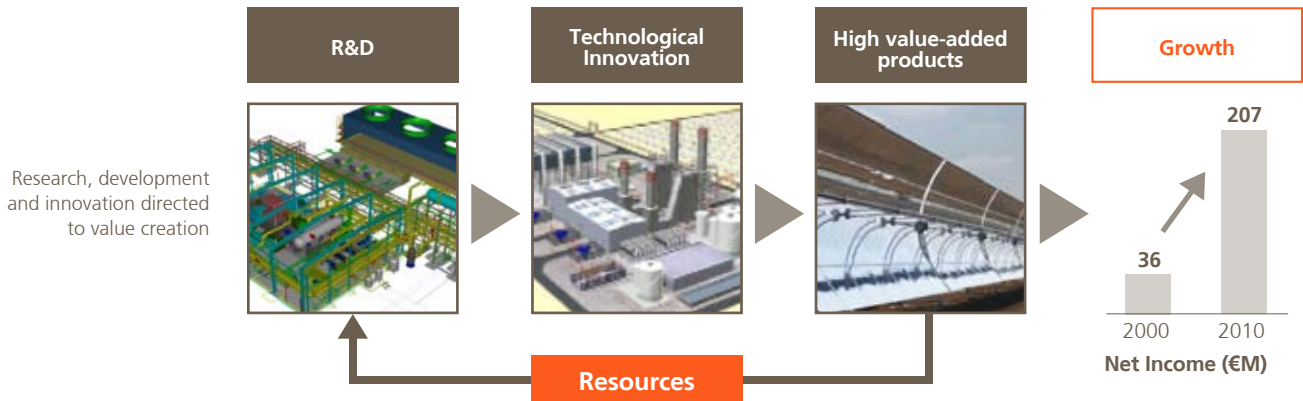 R&D
Technological
Innovation
High value-added
products
Growth
Research, development
and innovation directed
to value creation
207
36
2000
2010
Net Income (€M)
Resources